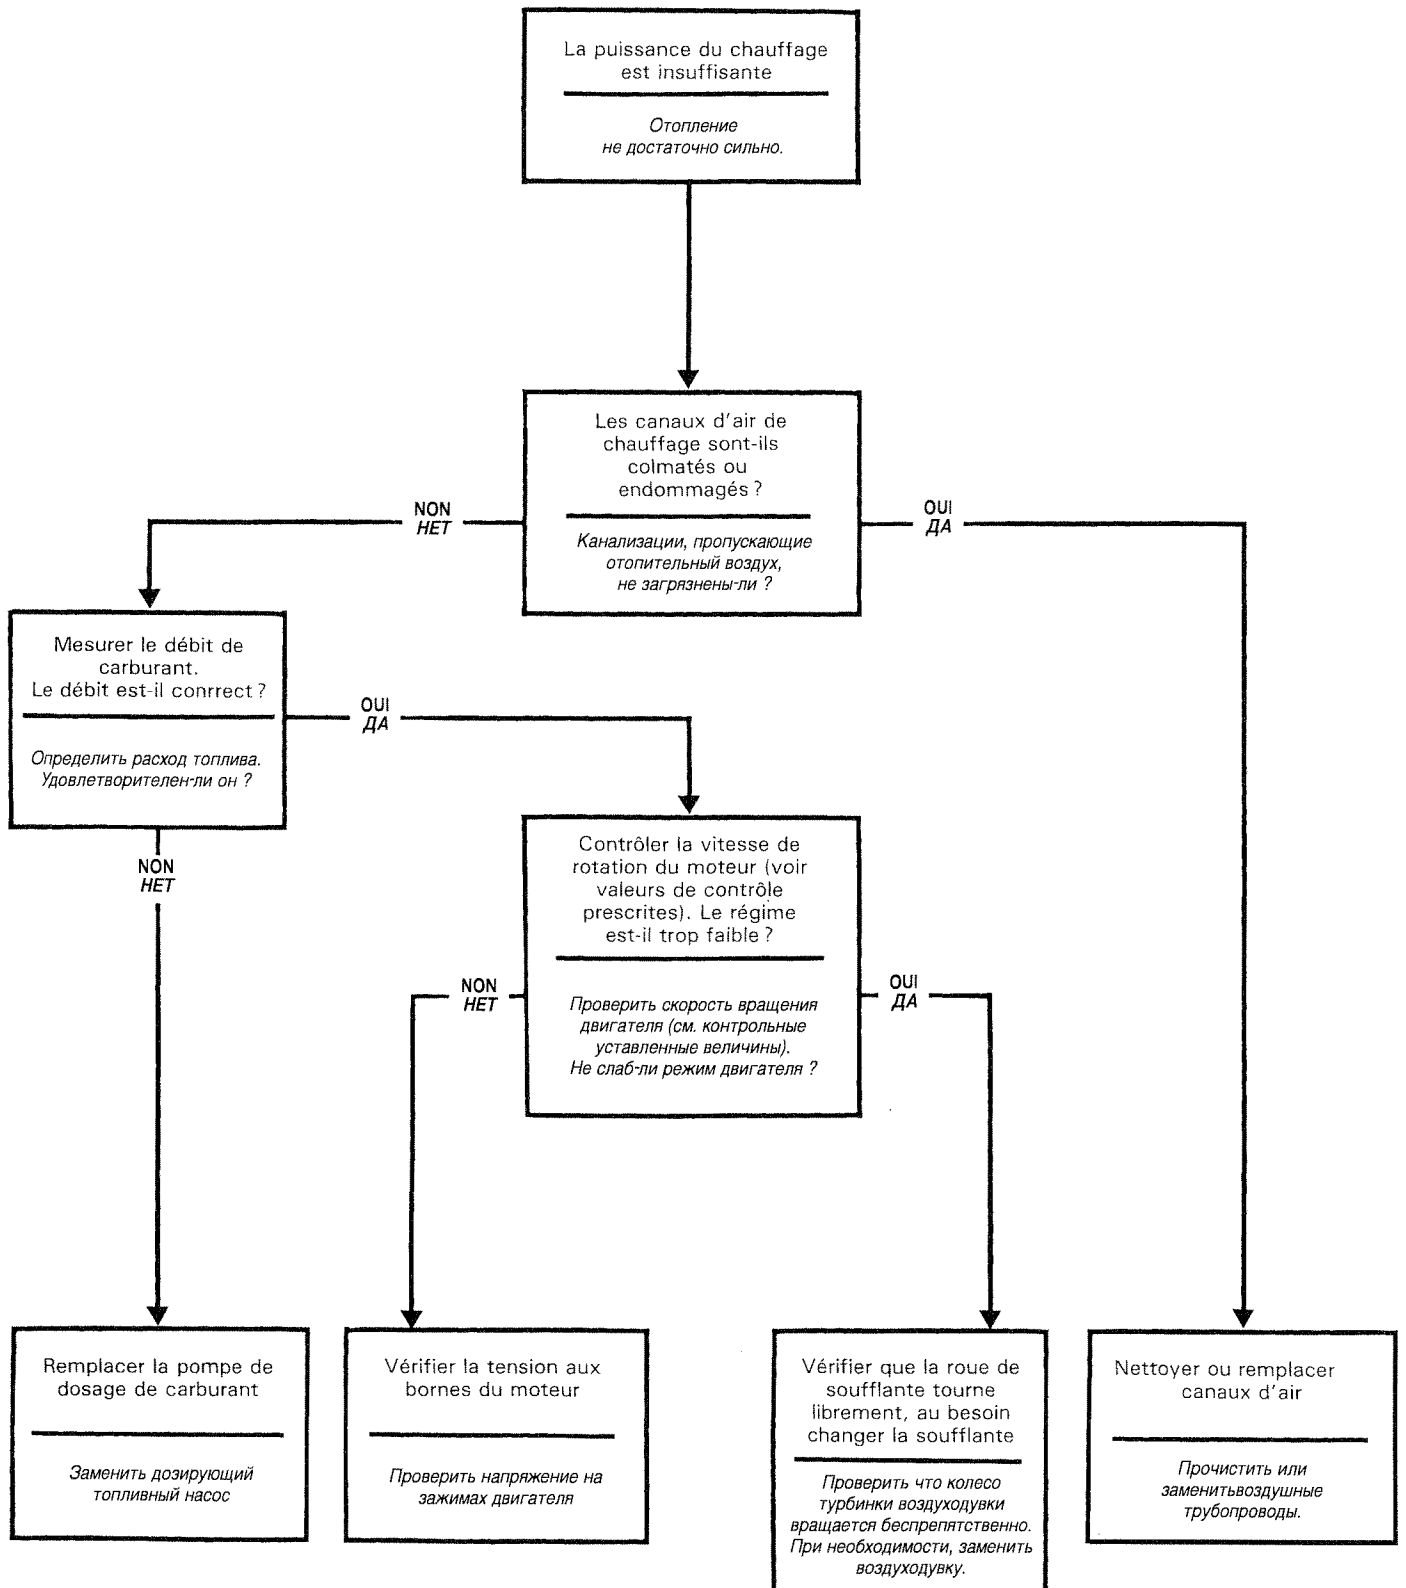 La puissance du chauffage
est insuffisante
Отопление
не достаточно сильно.
Les canaux d'air de
chauffage sont-ils
colmatés ou
endommagés ?
Канализации, пропускающие
отопительный воздух,
не загрязнены-ли ?
NON
НЕТ
OUI
ДА
Mesurer le débit de
carburant.
Le débit est-il conrrect ?
Определить расход топлива.
Удовлетворителен-ли он ?
OUI
ДА
NON
НЕТ
Contrôler la vitesse de
rotation du moteur (voir
valeurs de contrôle
prescrites). Le régime
est-il trop faible ?
Проверить скорость вращения
двигателя (см. контрольные
уставленные величины).
Не слаб-ли режим двигателя ?
NON
НЕТ
OUI
ДА
Remplacer la pompe de
dosage de carburant
Заменить дозирующий
топливный насос
Vérifier la tension aux
bornes du moteur
Проверить напряжение на
зажимах двигателя
Vérifier que la roue de
soufflante tourne
librement, au besoin
changer la soufflante
Проверить что колесо
турбинки воздуходувки
вращается беспрепятственно.
При необходимости, заменить
воздуходувку.
Nettoyer ou remplacer
canaux d'air
Прочистить или
заменитьвоздушные
трубопроводы.